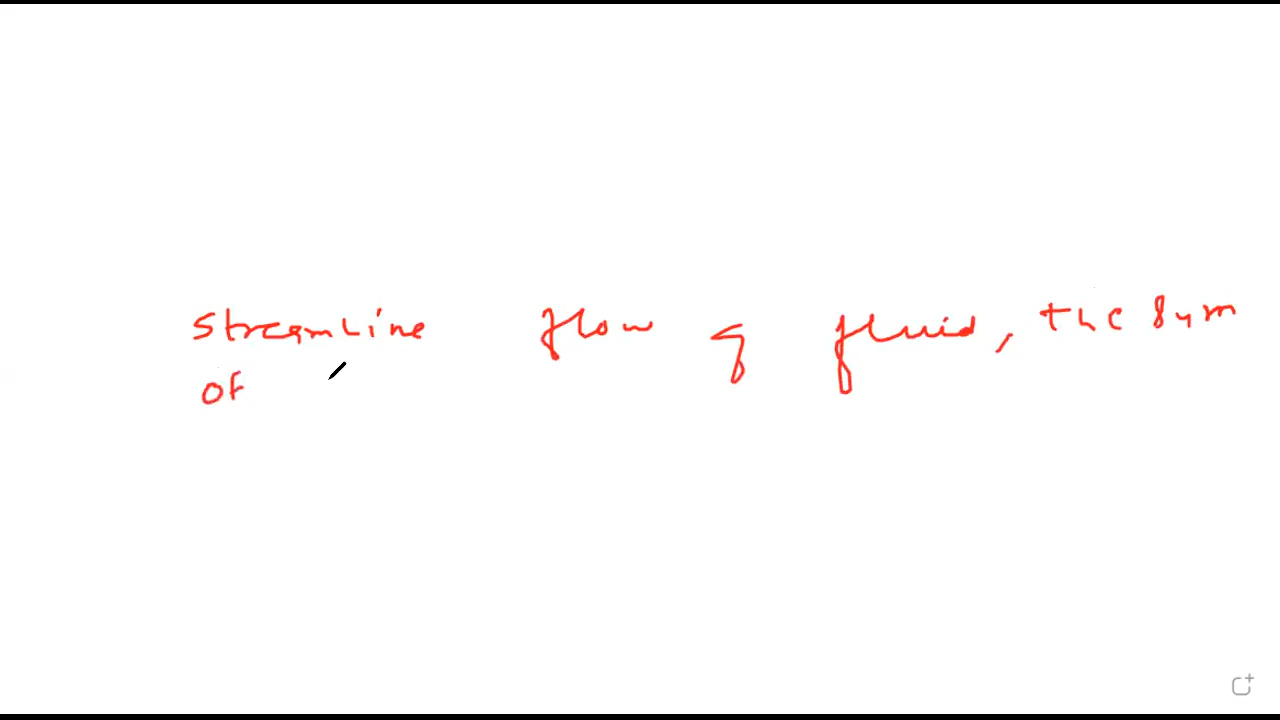 streamline flow of fluid, the sum
of